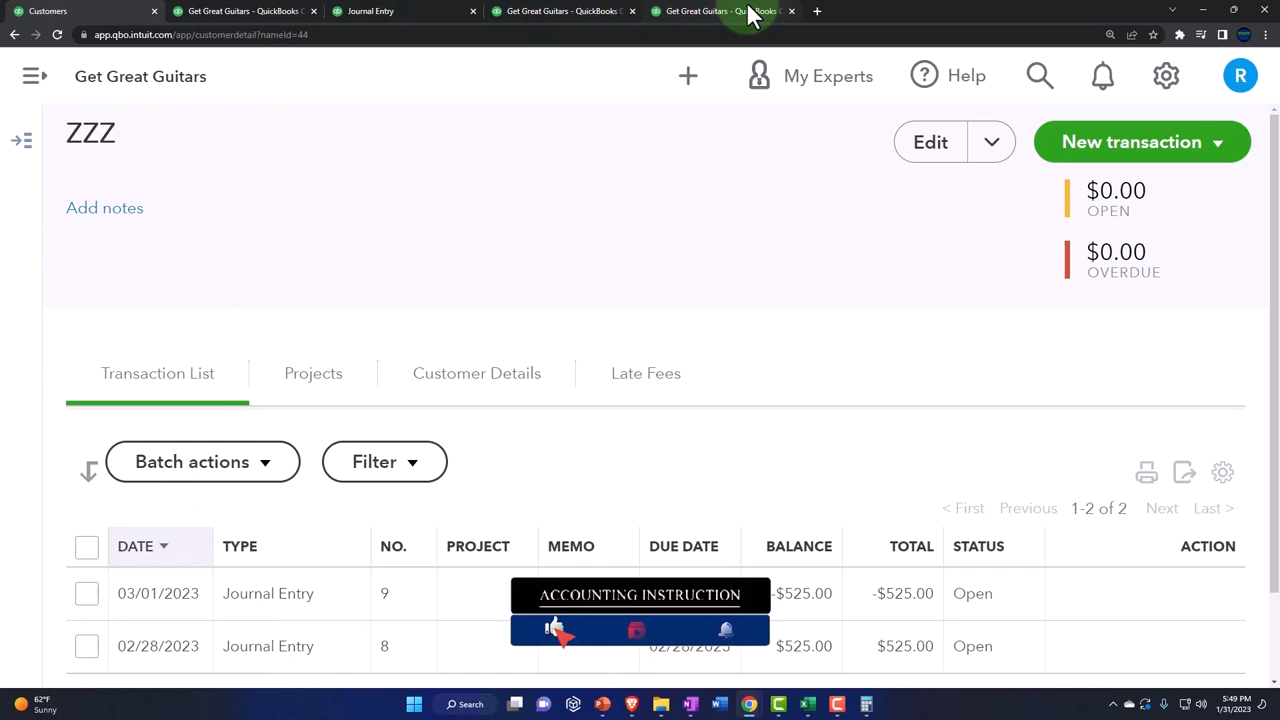 Customers
Get Great Guitars - QuickBooks C
Journal Entry
Get Great Guitars - QuickBooks C
Get Great Guitars - QuickBooks C
app.qbo.intuit.com/app/customerdetail?nameId=44
Get Great Guitars
My Experts
Help
R
ZZZ
Edit
New transaction
Add notes
$0.00
OPEN
$0.00
OVERDUE
Transaction List
Projects
Customer Details
Late Fees
Batch actions
Filter
< First Previous 1-2 of 2 Next Last >
DATE TYPE NO. PROJECT MEMO DUE DATE BALANCE TOTAL STATUS ACTION
03/01/2023 Journal Entry 9 -$525.00 -$525.00 Open
02/28/2023 Journal Entry 8 02/28/2023 $525.00 $525.00 Open
ACCOUNTING INSTRUCTION
62°F
Sunny
Search
5:49 PM
1/31/2023